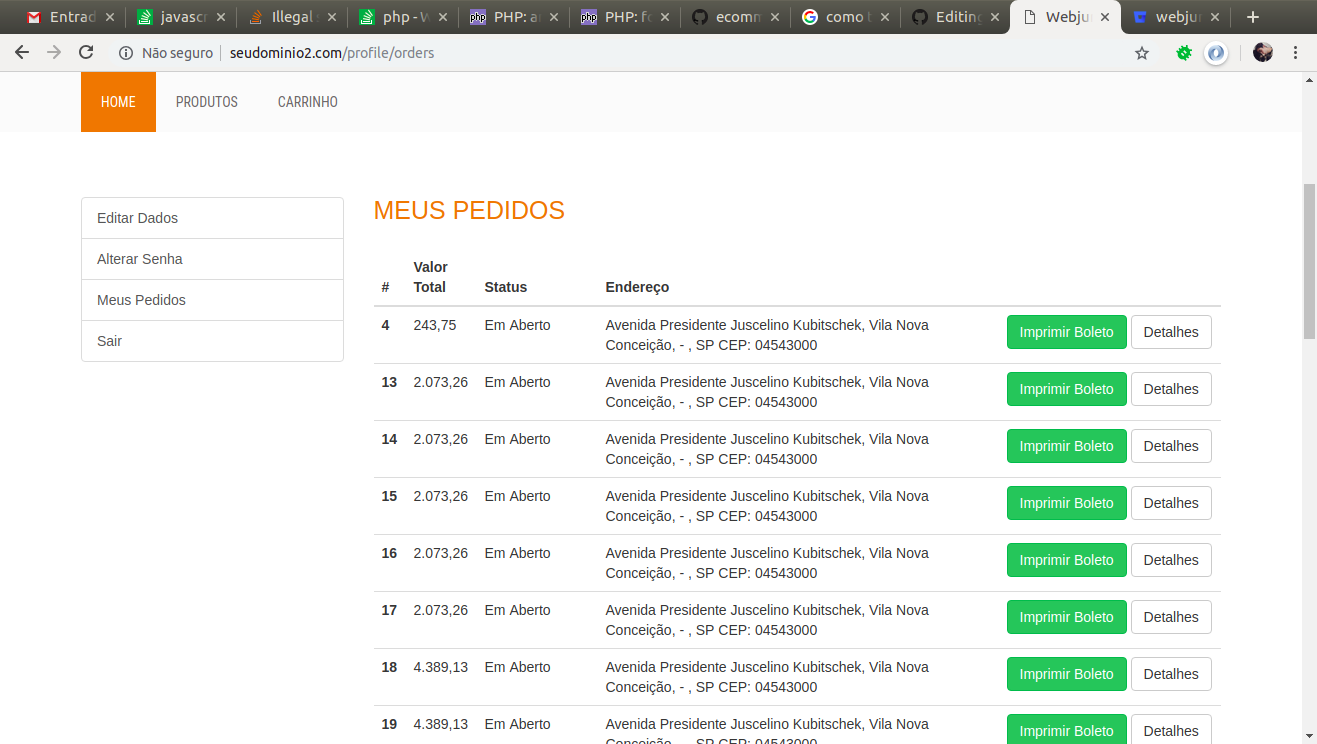 Entrad
javascr
Illegal
php - W
PHP: ar
PHP: fo
ecomm
como t
Editing
Webju
webjun
Não seguro
seudominio2.com/profile/orders
HOME PRODUTOS CARRINHO
Editar Dados
Alterar Senha
Meus Pedidos
Sair
MEUS PEDIDOS
Valor
# Total Status Endereço
4 243,75 Em Aberto Avenida Presidente Juscelino Kubitschek, Vila Nova Imprimir Boleto Detalhes
Conceição, - , SP CEP: 04543000
13 2.073,26 Em Aberto Avenida Presidente Juscelino Kubitschek, Vila Nova Imprimir Boleto Detalhes
Conceição, - , SP CEP: 04543000
14 2.073,26 Em Aberto Avenida Presidente Juscelino Kubitschek, Vila Nova Imprimir Boleto Detalhes
Conceição, - , SP CEP: 04543000
15 2.073,26 Em Aberto Avenida Presidente Juscelino Kubitschek, Vila Nova Imprimir Boleto Detalhes
Conceição, - , SP CEP: 04543000
16 2.073,26 Em Aberto Avenida Presidente Juscelino Kubitschek, Vila Nova Imprimir Boleto Detalhes
Conceição, - , SP CEP: 04543000
17 2.073,26 Em Aberto Avenida Presidente Juscelino Kubitschek, Vila Nova Imprimir Boleto Detalhes
Conceição, - , SP CEP: 04543000
18 4.389,13 Em Aberto Avenida Presidente Juscelino Kubitschek, Vila Nova Imprimir Boleto Detalhes
Conceição, - , SP CEP: 04543000
19 4.389,13 Em Aberto Avenida Presidente Juscelino Kubitschek, Vila Nova Imprimir Boleto Detalhes
Conceição, - , SP CEP: 04543000